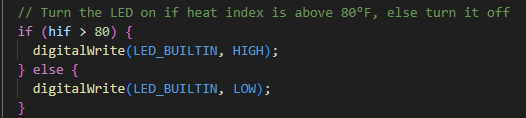 // Turn the LED on if heat index is above 80°F, else turn it off
if (hif > 80) {
  digitalWrite(LED_BUILTIN, HIGH);
} else {
  digitalWrite(LED_BUILTIN, LOW);
}